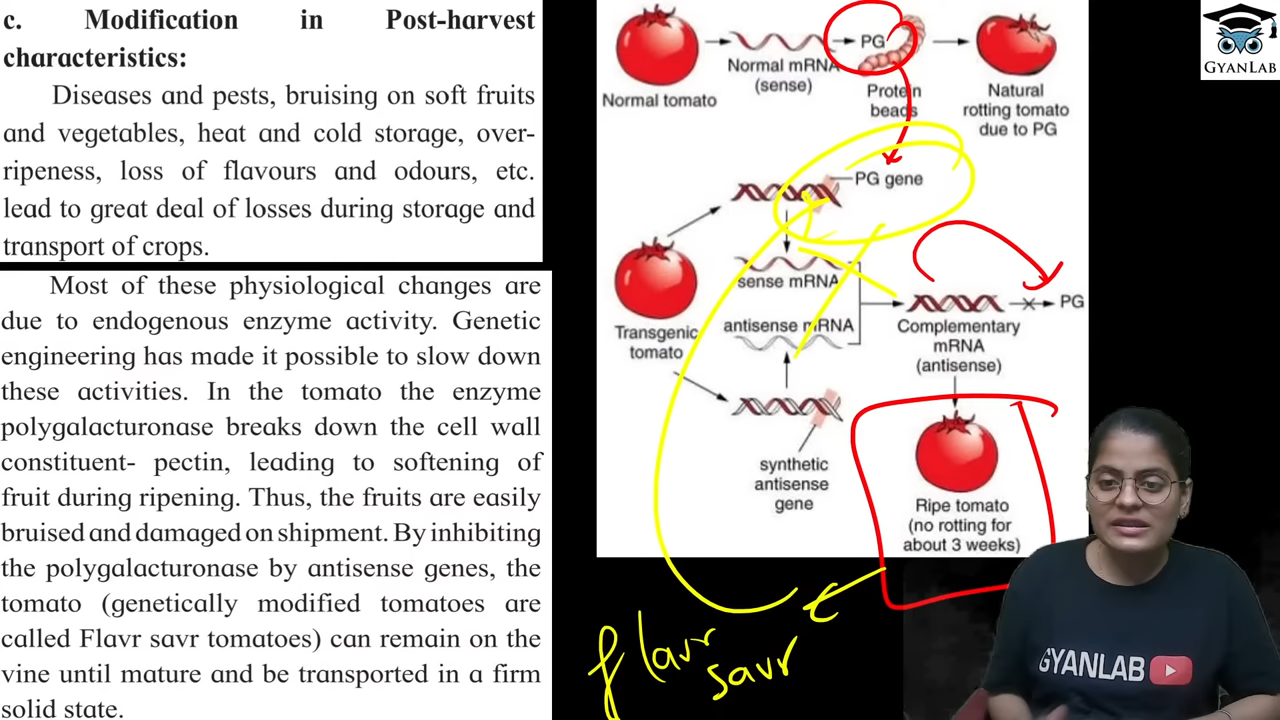 c. Modification in Post-harvest
characteristics:
Diseases and pests, bruising on soft fruits
and vegetables, heat and cold storage, over-
ripeness, loss of flavours and odours, etc.
lead to great deal of losses during storage and
transport of crops.
Most of these physiological changes are
due to endogenous enzyme activity. Genetic
engineering has made it possible to slow down
these activities. In the tomato the enzyme
polygalacturonase breaks down the cell wall
constituent- pectin, leading to softening of
fruit during ripening. Thus, the fruits are easily
bruised and damaged on shipment. By inhibiting
the polygalacturonase by antisense genes, the
tomato (genetically modified tomatoes are
called Flavr savr tomatoes) can remain on the
vine until mature and be transported in a firm
solid state.
Normal tomato
Normal mRNA
(sense)
PG
Protein
beads
Natural
rotting tomato
due to PG
PG gene
Transgenic
tomato
sense mRNA
antisense mRNA
Complementary
mRNA
(antisense)
PG
synthetic
antisense
gene
Ripe tomato
(no rotting for
about 3 weeks)
flavr
savr
GYANLAB
GYANLAB